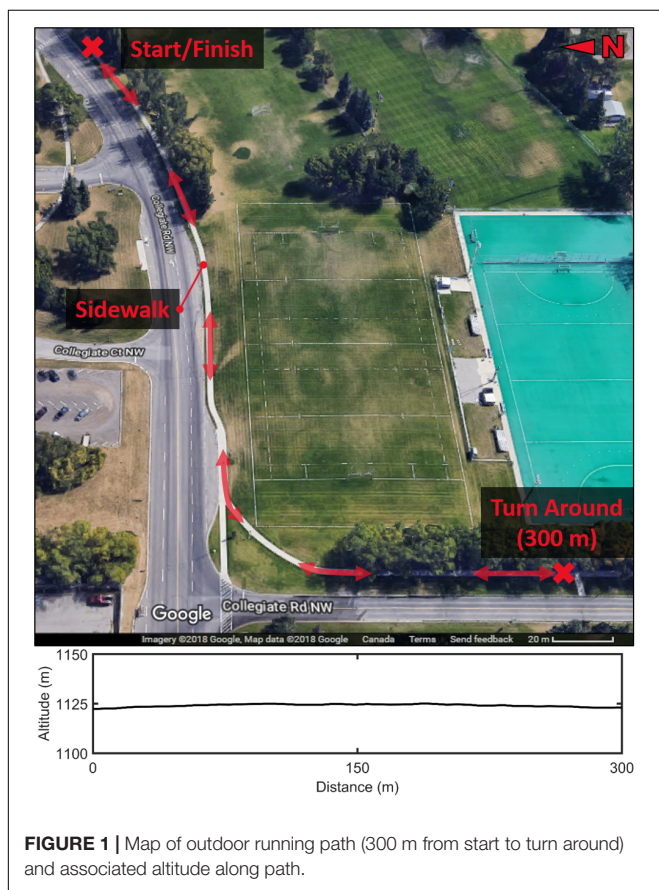 Start/Finish
N
Collegiate Rd NW
Sidewalk
Collegiate Ct NW
Turn Around
(300 m)
Google
Collegiate Rd NW
Imagery ©2018 Google, Map data ©2018 Google Canada Terms Send feedback 20 m
1150
1125
1100
Altitude (m)
0 150 300
Distance (m)
FIGURE 1 | Map of outdoor running path (300 m from start to turn around)
and associated altitude along path.